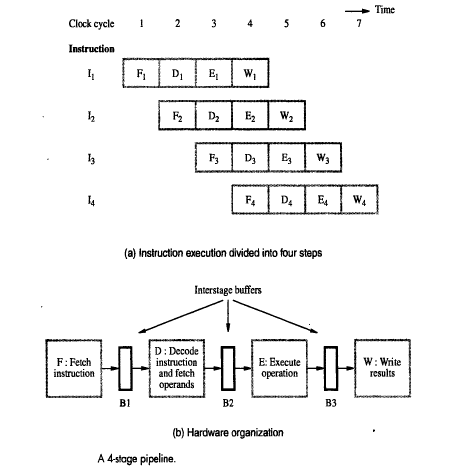 Time
Clock cycle 1 2 3 4 5 6 7
Instruction
I1 F1 D1 E1 W1
I2 F2 D2 E2 W2
I3 F3 D3 E3 W3
I4 F4 D4 E4 W4
(a) Instruction execution divided into four steps
Interstage buffers
F : Fetch
instruction
D : Decode
instruction
and fetch
operands
E: Execute
operation
W : Write
results
B1 B2 B3
(b) Hardware organization
A 4-stage pipeline.